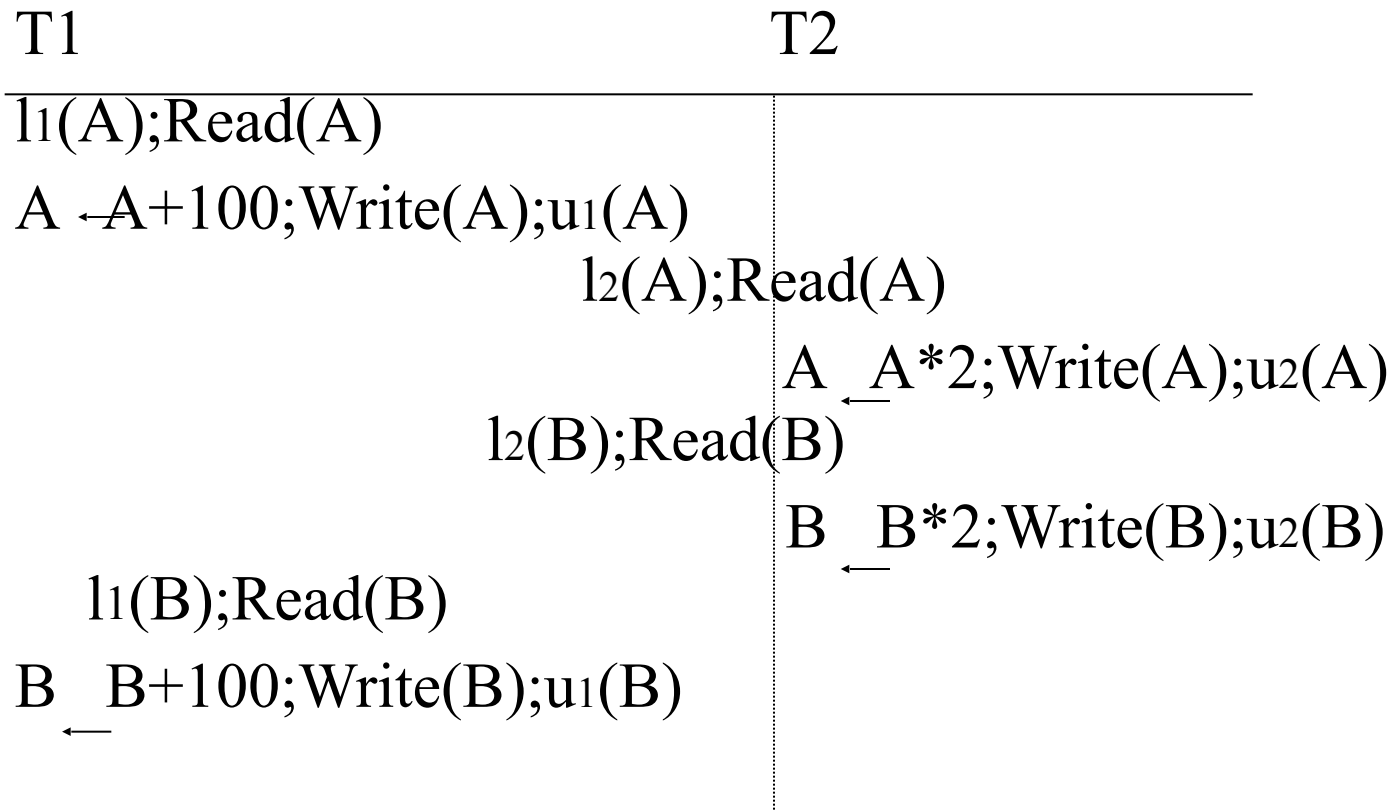 T1 T2
l1(A);Read(A)
A ← A+100;Write(A);u1(A)
l2(A);Read(A)
A ← A*2;Write(A);u2(A)
l2(B);Read(B)
B ← B*2;Write(B);u2(B)
l1(B);Read(B)
B ← B+100;Write(B);u1(B)